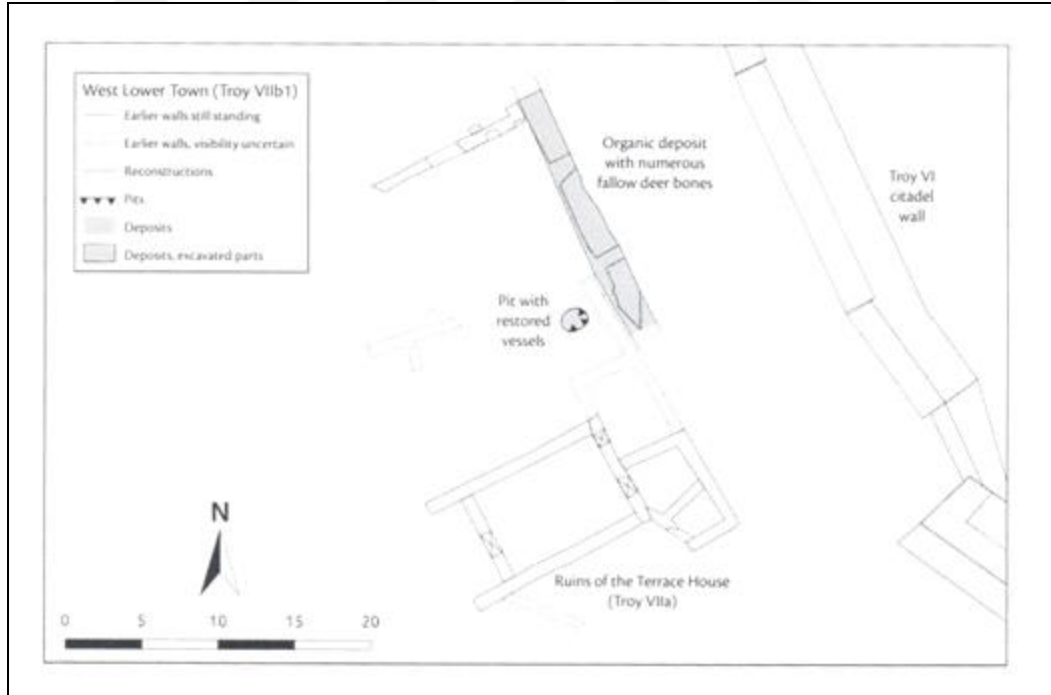 West Lower Town (Troy VIIb1)
Earlier walls still standing
Earlier walls, visibility uncertain
Reconstructions
Pits
Deposits
Deposits, excavated parts
Organic deposit
with numerous
fallow deer bones
Troy VI
citadel
wall
Pit with
restored
vessels
N
Ruins of the Terrace House
(Troy VIIa)
0 5 10 15 20